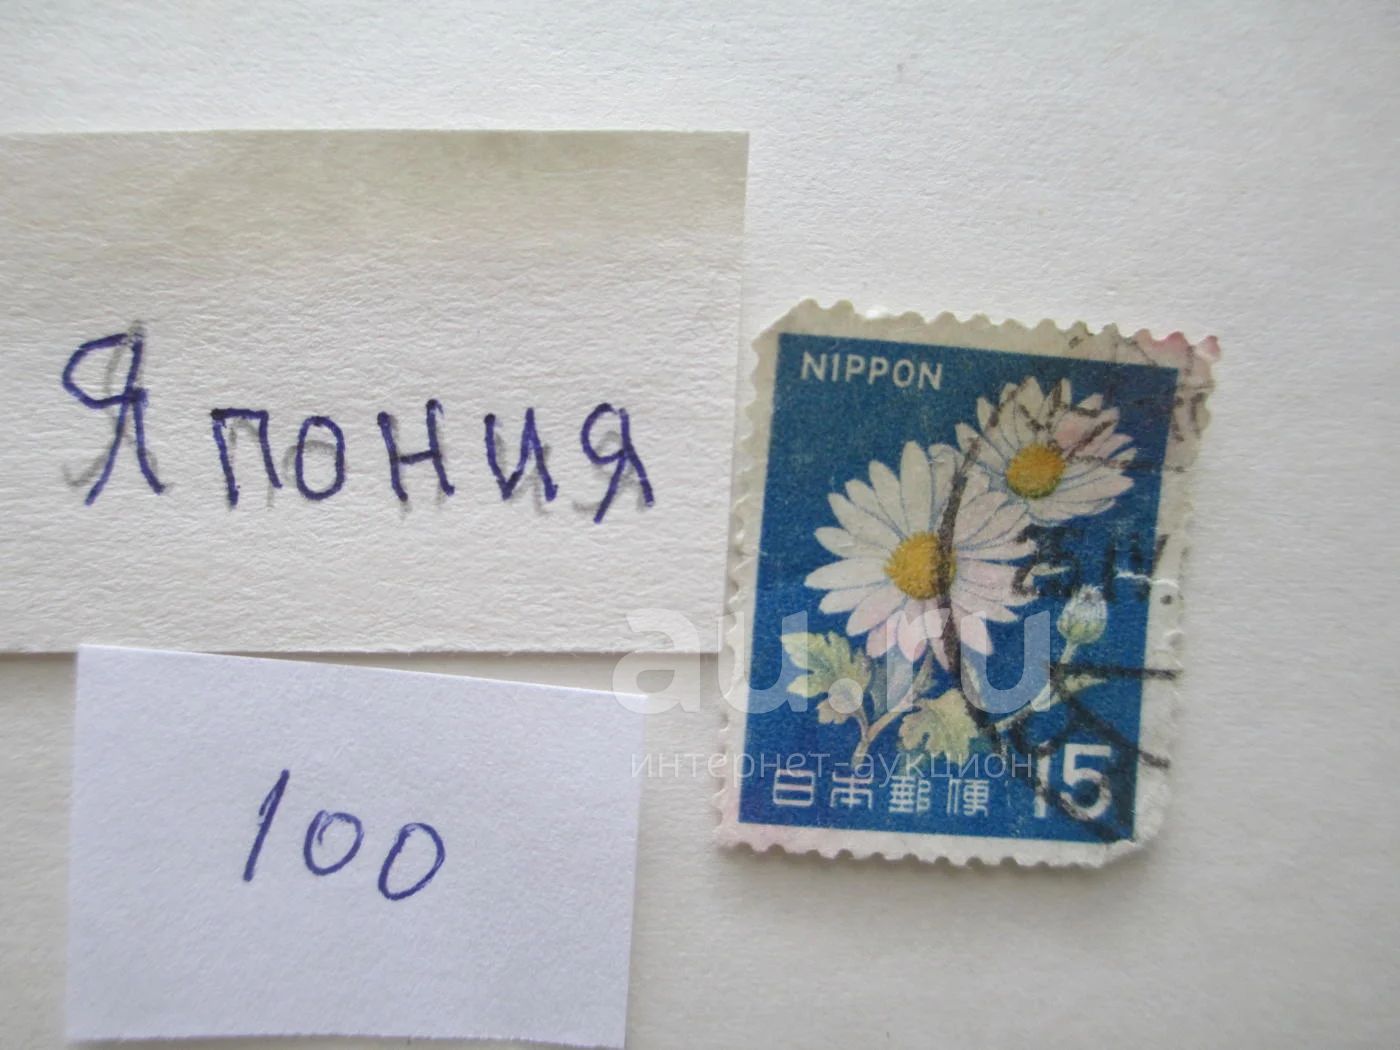 Япония
NIPPON
日本郵便 15
100
au.ru
интернет-аукцион